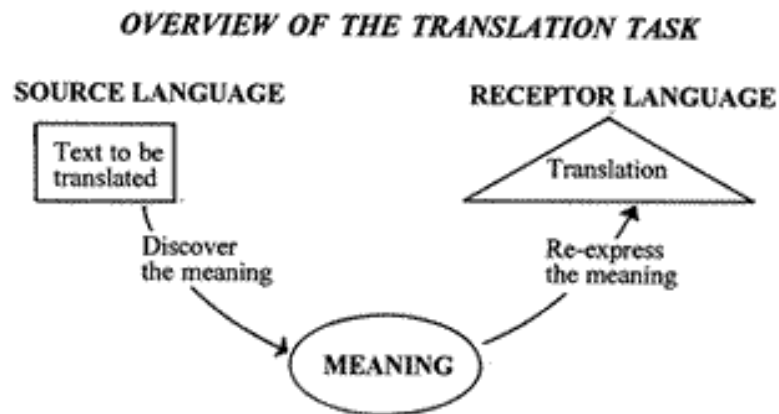 OVERVIEW OF THE TRANSLATION TASK
SOURCE LANGUAGE
RECEPTOR LANGUAGE
Text to be
translated
Translation
Discover
the meaning
Re-express
the meaning
MEANING